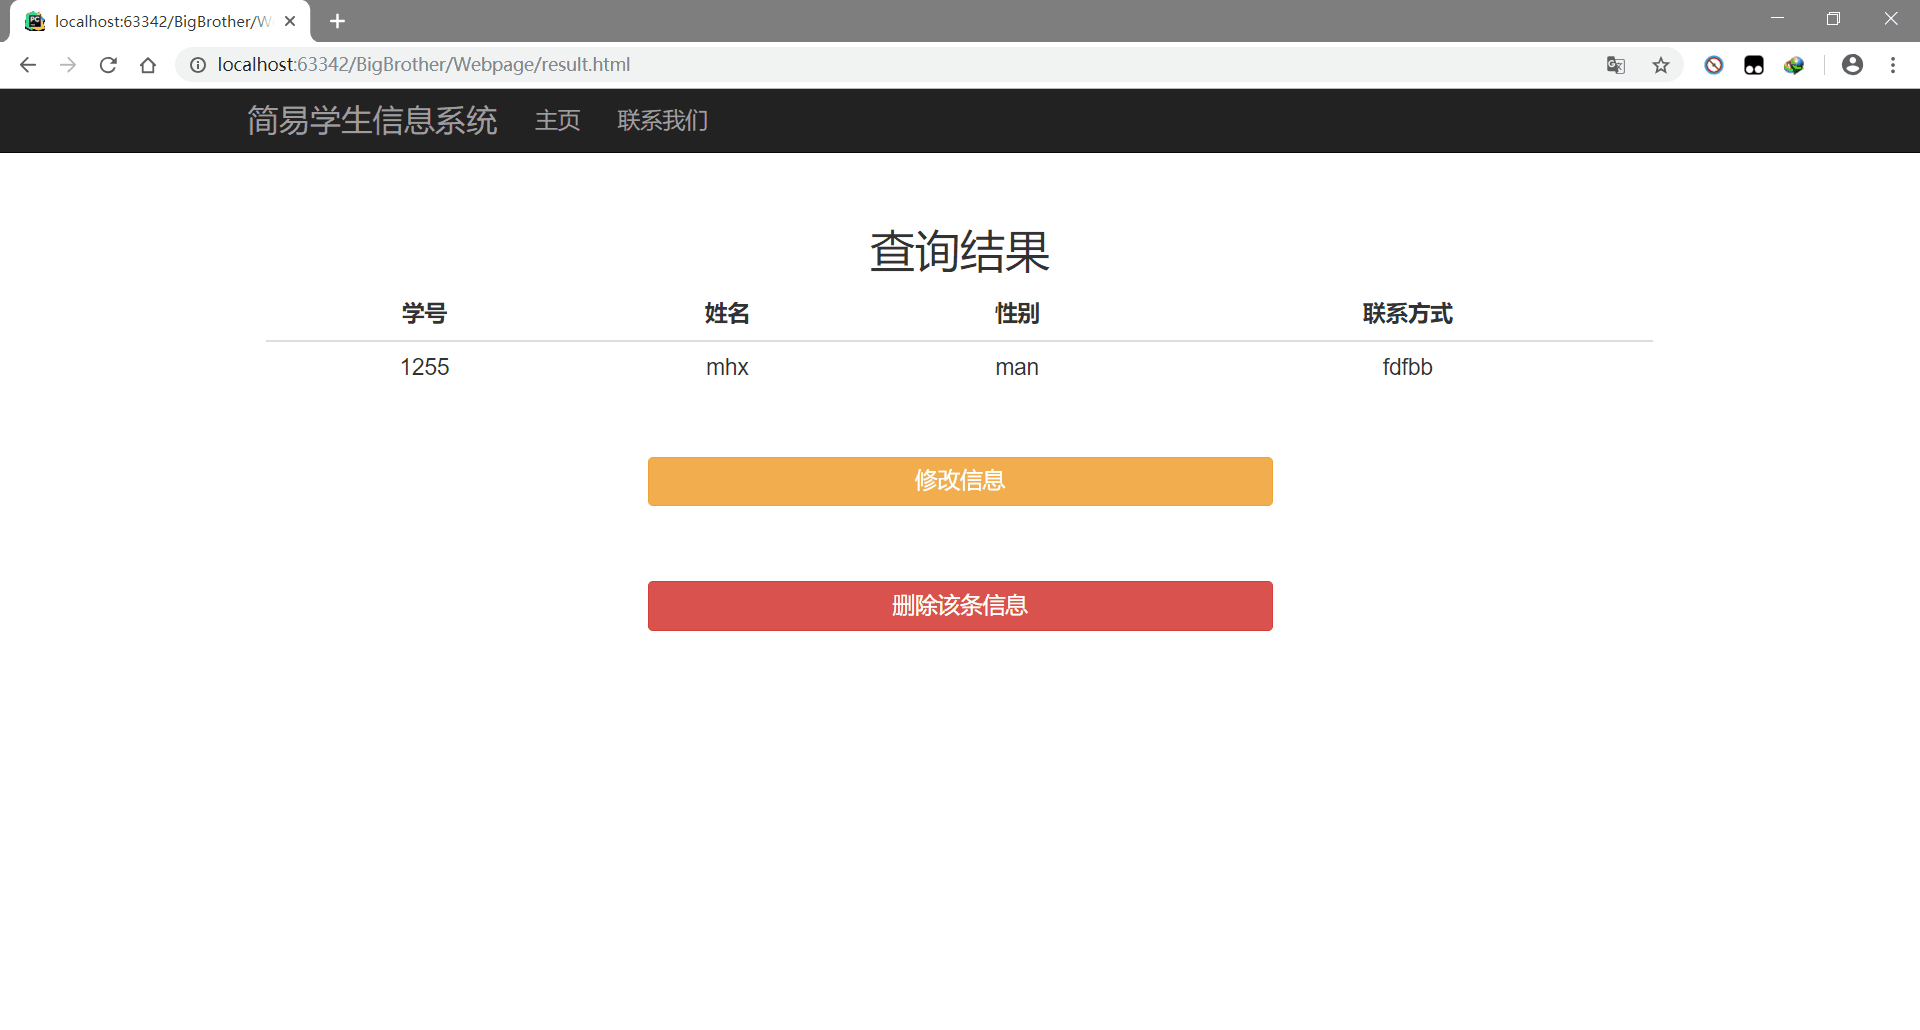 localhost:63342/BigBrother/W
localhost:63342/BigBrother/Webpage/result.html
简易学生信息系统 主页 联系我们
查询结果
学号 姓名 性别 联系方式
1255 mhx man fdfbb
修改信息
删除该条信息